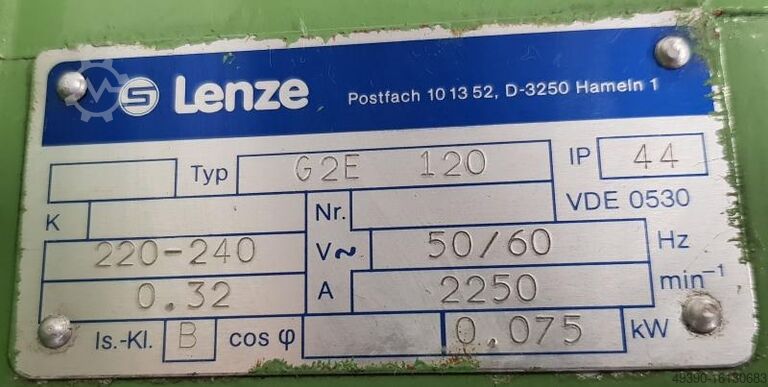 Lenze Postfach 10 13 52, D-3250 Hameln 1
Typ G2E 120 IP 44
K Nr. VDE 0530
220-240 V~ 50/60 Hz
0.32 A 2250 min⁻¹
Is.-Kl. B cos φ 0.075 kW
49390-16130683